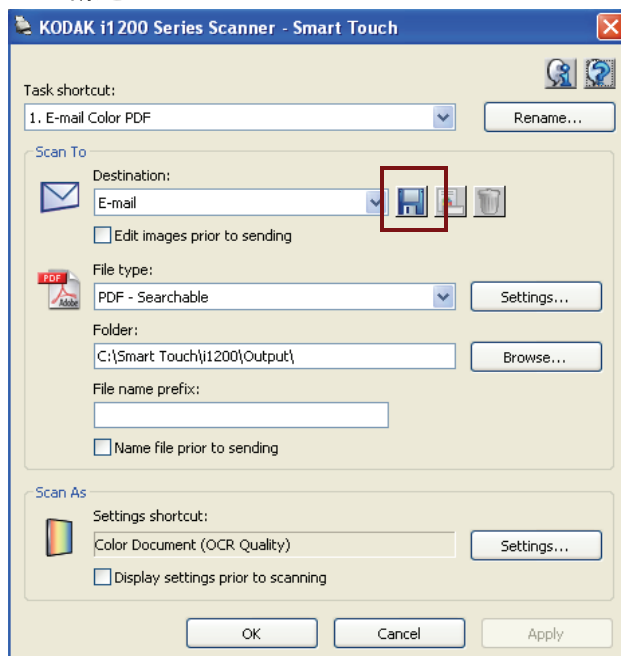 KODAK i1200 Series Scanner - Smart Touch
Task shortcut:
1. E-mail Color PDF
Rename...
Scan To
Destination:
E-mail
Edit images prior to sending
File type:
PDF
Adobe
PDF - Searchable
Settings...
Folder:
C:\Smart Touch\i1200\Output\
Browse...
File name prefix:
Name file prior to sending
Scan As
Settings shortcut:
Color Document (OCR Quality)
Settings...
Display settings prior to scanning
OK
Cancel
Apply